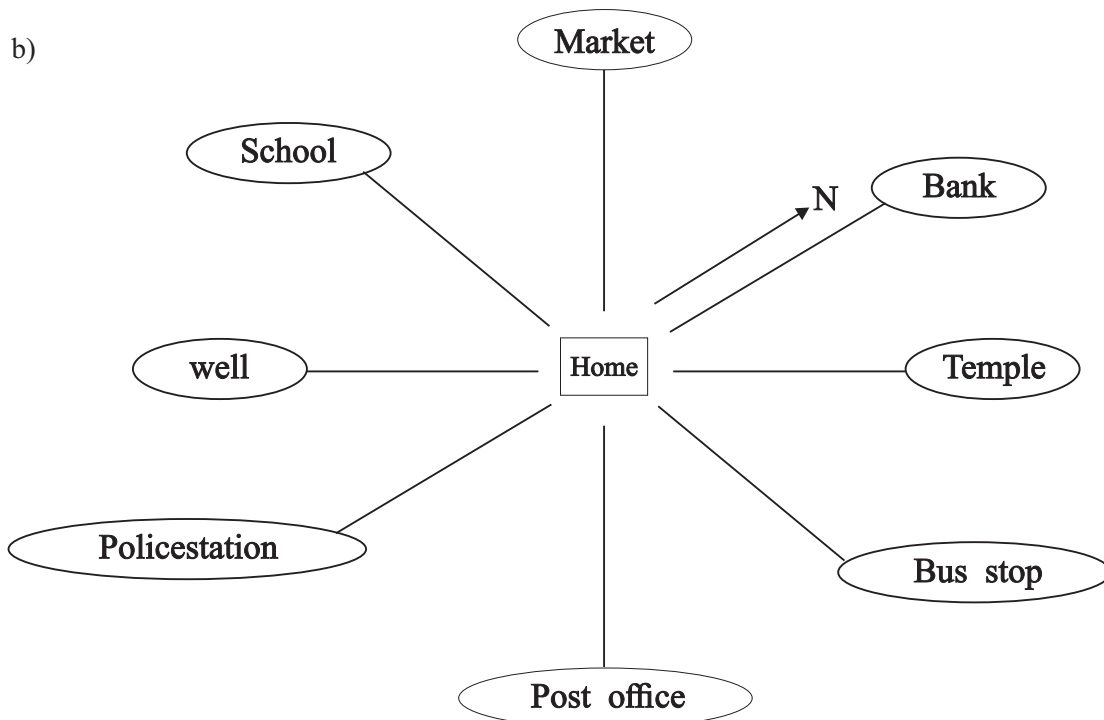 b)
Market
School
Bank
N
well
Home
Temple
Policestation
Bus stop
Post office